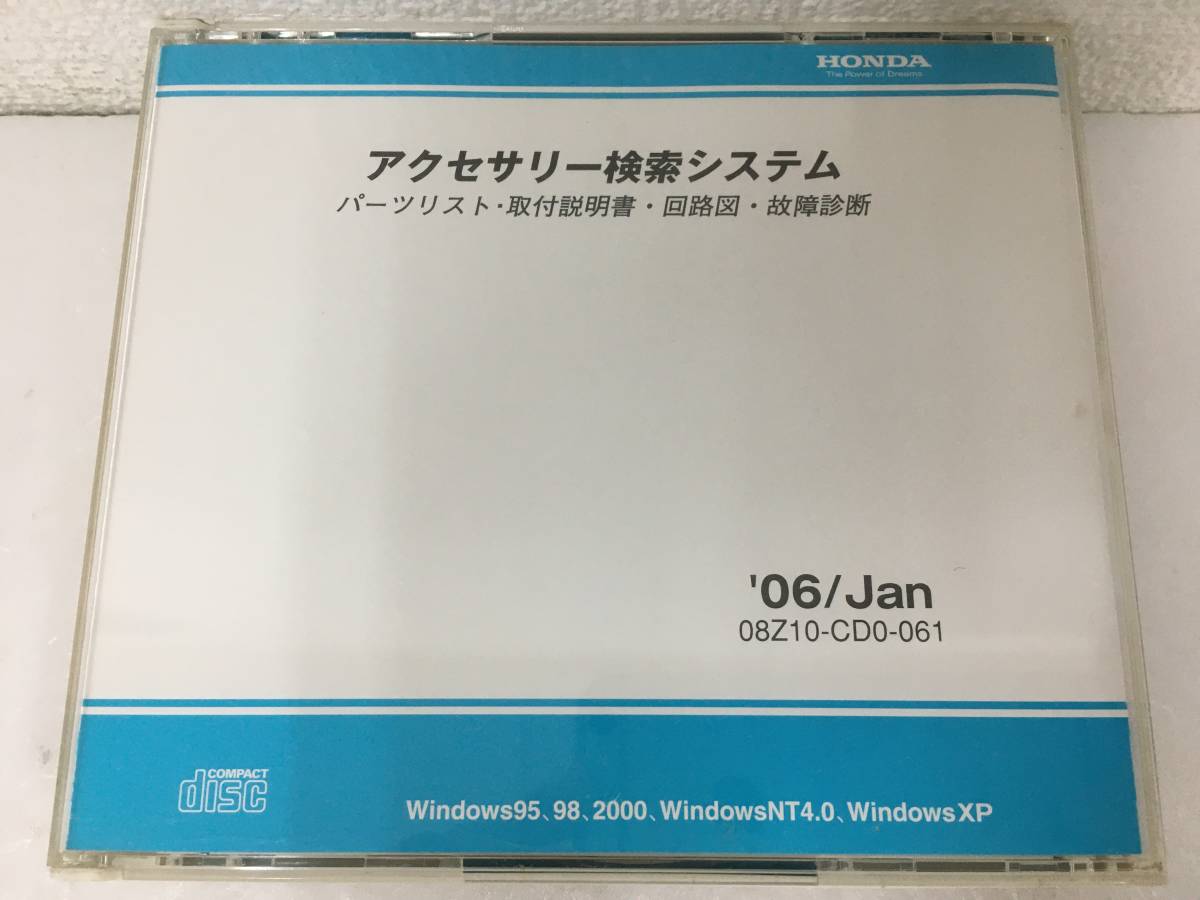 HONDA
The Power of Dreams
アクセサリー検索システム
パーツリスト・取付説明書・回路図・故障診断
'06/Jan
08Z10-CD0-061
COMPACT
disc
Windows95、98、2000、WindowsNT4.0、WindowsXP